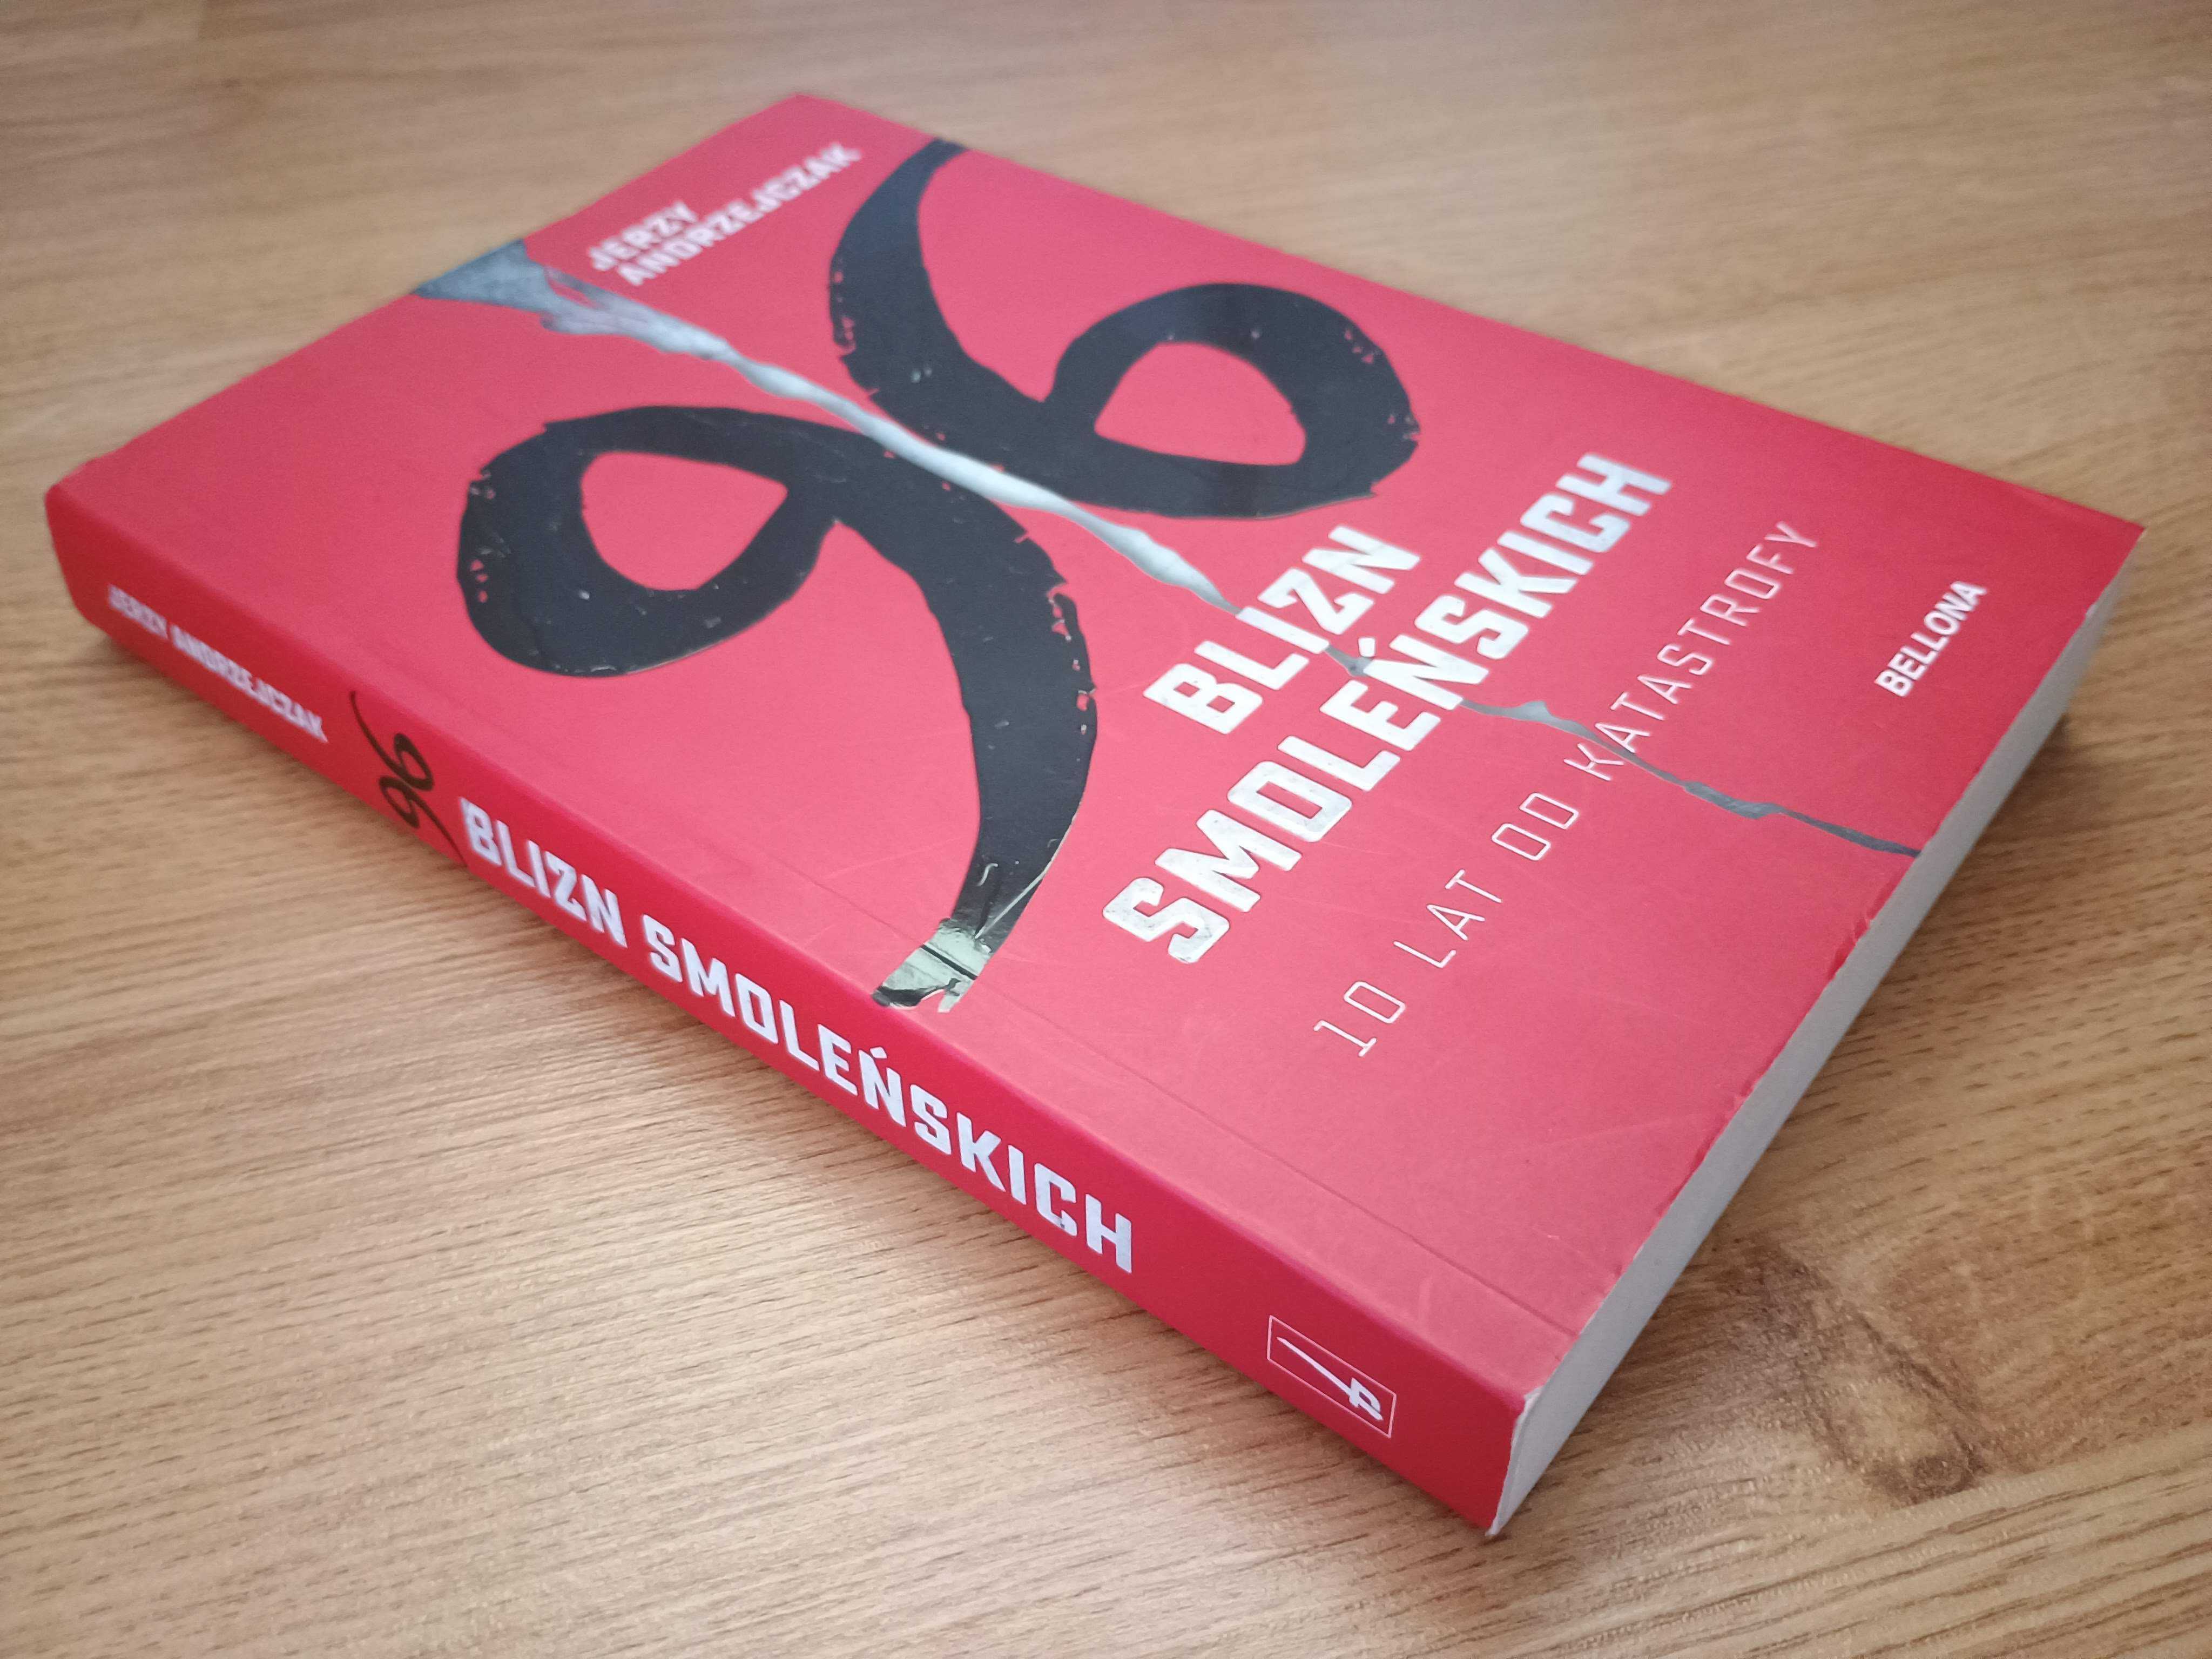 JERZY
ANDRZEJCZAK
96
BLIZN
SMOLEŃSKICH
10 LAT OD KATASTROFY
BELLONA
JERZY ANDRZEJCZAK
96
BLIZN SMOLEŃSKICH